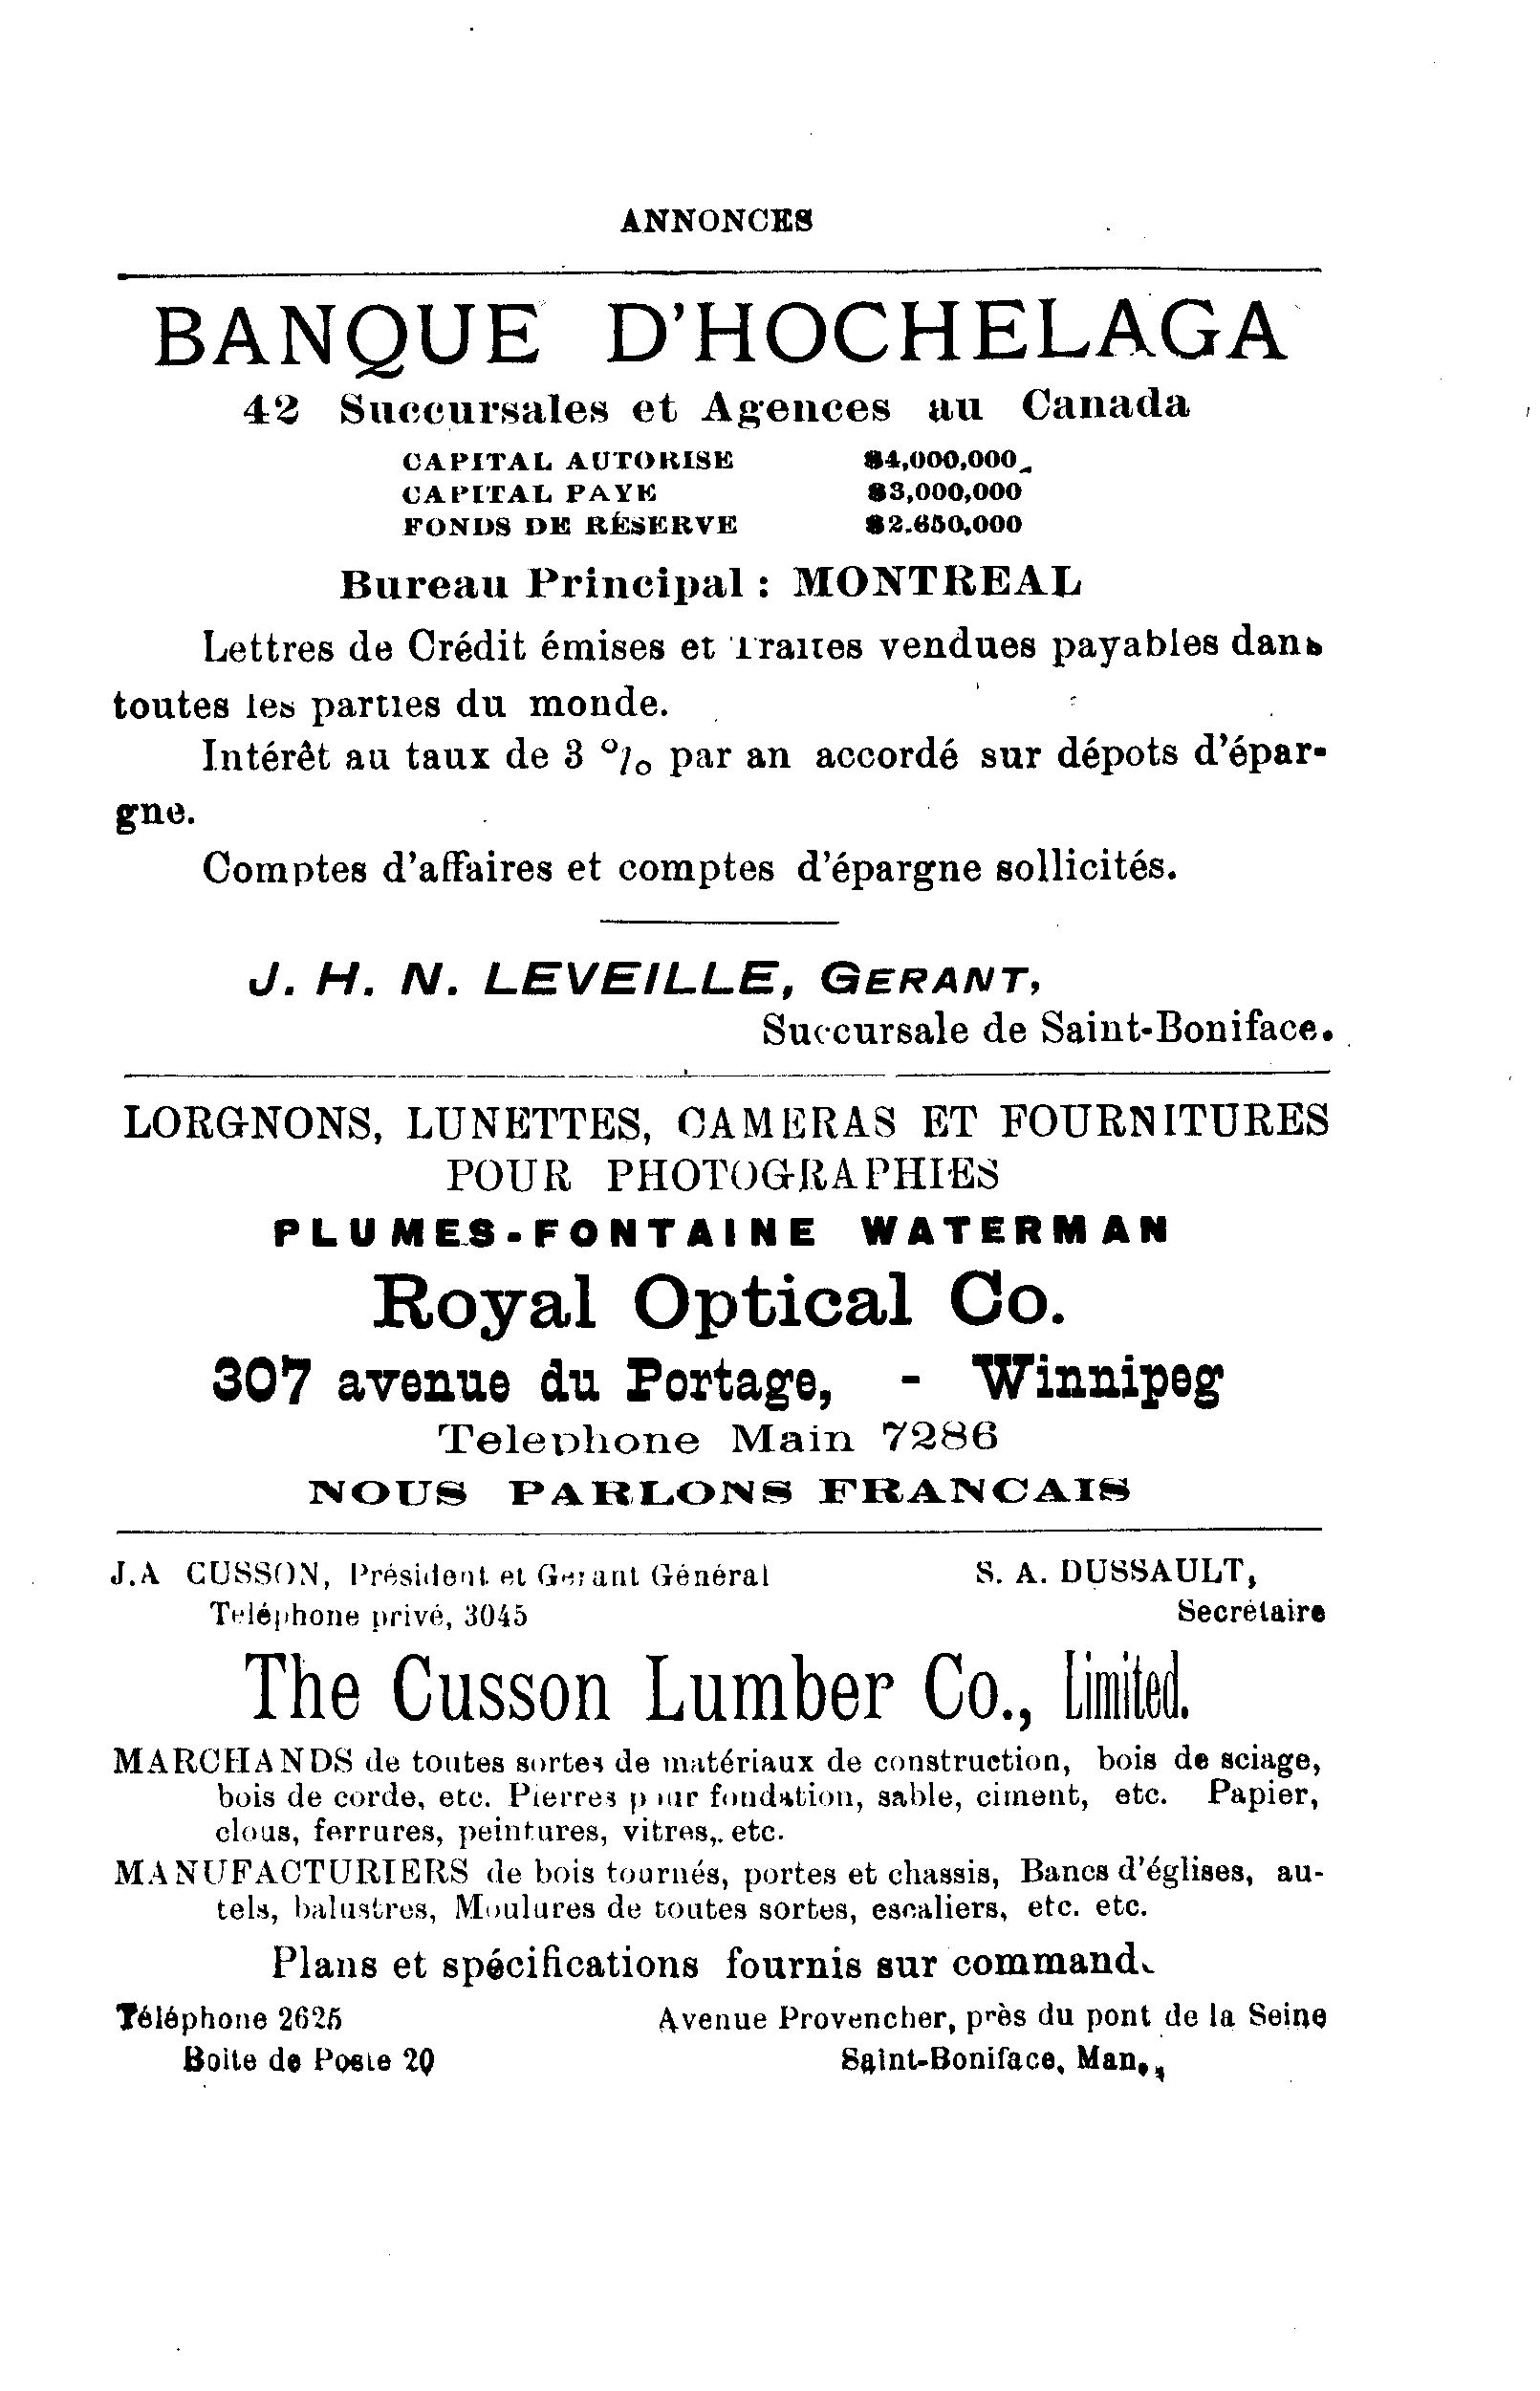 ANNONCES
BANQUE D'HOCHELAGA
42 Succursales et Agences au Canada
CAPITAL AUTORISE $4,000,000
CAPITAL PAYE $3,000,000
FONDS DE RÉSERVE $2.650,000
Bureau Principal : MONTREAL
Lettres de Crédit émises et Traites vendues payables dans
toutes les parties du monde.
Intérêt au taux de 3 % par an accordé sur dépots d'épar-
gne.
Comptes d'affaires et comptes d'épargne sollicités.
J. H. N. LEVEILLE, GERANT,
Succursale de Saint-Boniface.
LORGNONS, LUNETTES, CAMERAS ET FOURNITURES
POUR PHOTOGRAPHIES
PLUMES-FONTAINE WATERMAN
Royal Optical Co.
307 avenue du Portage, - Winnipeg
Telephone Main 7286
NOUS PARLONS FRANCAIS
J.A CUSSON, Président et Gerant Général S. A. DUSSAULT,
Teléphone privé, 3045 Secrétaire
The Cusson Lumber Co., Limited.
MARCHANDS de toutes sortes de matériaux de construction, bois de sciage,
bois de corde, etc. Pierres pour fondation, sable, ciment, etc. Papier,
clous, ferrures, peintures, vitres, etc.
MANUFACTURIERS de bois tournés, portes et chassis, Bancs d'églises, au-
tels, balustres, Moulures de toutes sortes, escaliers, etc. etc.
Plans et spécifications fournis sur commande
Téléphone 2625 Avenue Provencher, près du pont de la Seine
Boite de Poste 20 Saint-Boniface, Man.,